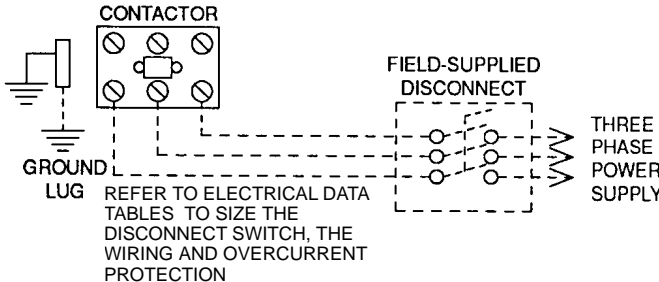 CONTACTOR
FIELD-SUPPLIED
DISCONNECT
THREE
PHASE
POWER
SUPPLY
GROUND
LUG
REFER TO ELECTRICAL DATA
TABLES TO SIZE THE
DISCONNECT SWITCH, THE
WIRING AND OVERCURRENT
PROTECTION